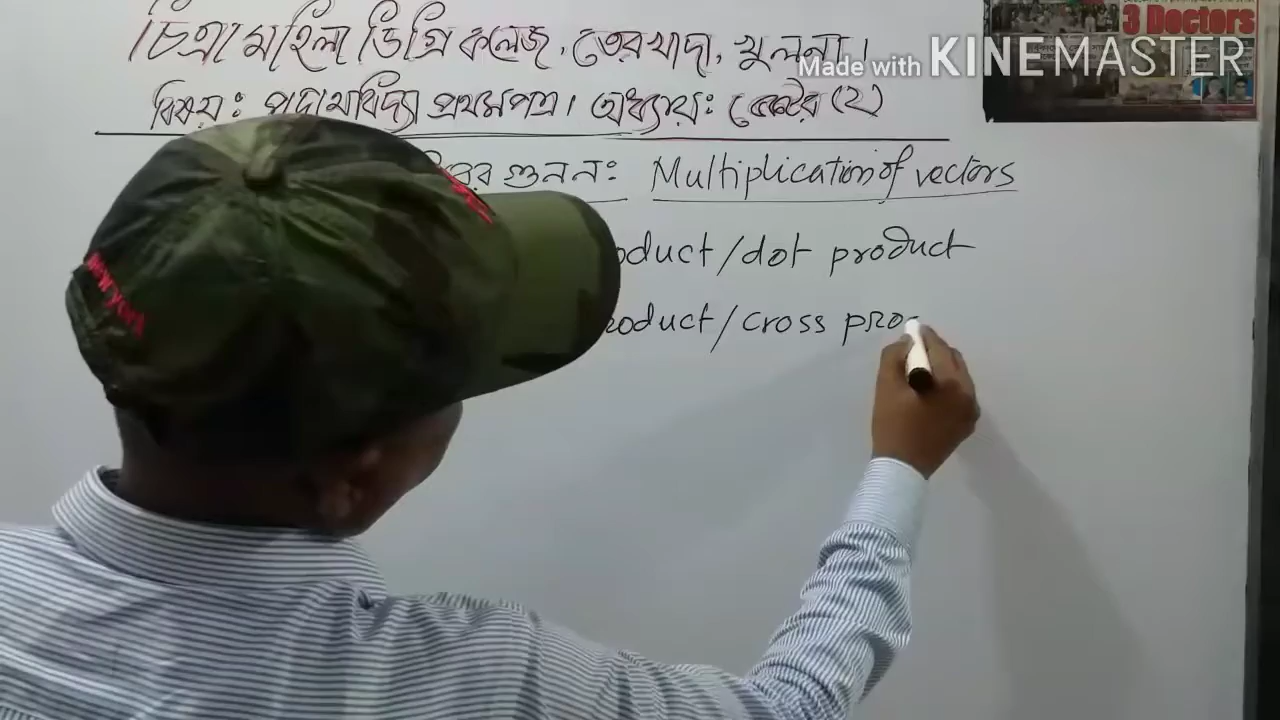 চিত্রা মহিলা ডিগ্রি কলেজ, তেরখাদা, খুলনা।
বিষয়ঃ পদার্থবিদ্যা প্রথমপত্র। অধ্যায়ঃ ভেক্টর (২)
গুননঃ Multiplication of vectors
oduct/dot product
roduct/cross pro
3 Doctors
Made with KINEMASTER
new york